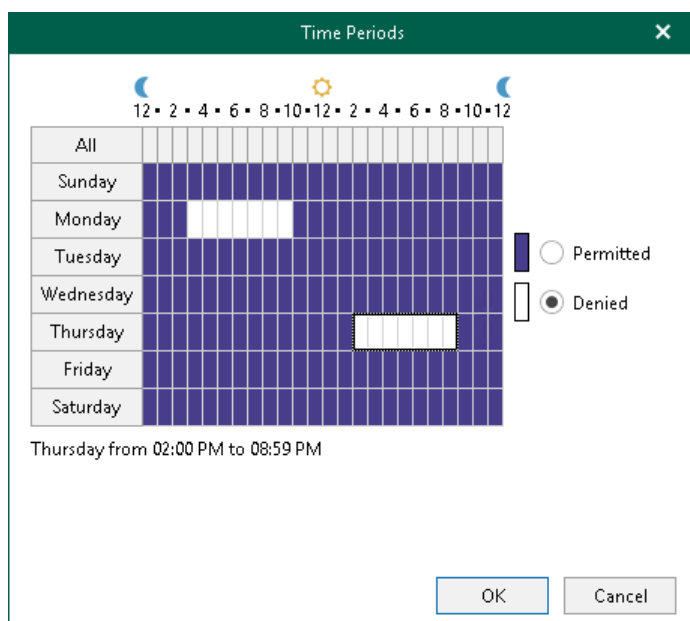 Time Periods
12 • 2 • 4 • 6 • 8 •10•12• 2 • 4 • 6 • 8 •10•12
All
Sunday
Monday
Tuesday
Wednesday
Thursday
Friday
Saturday
Permitted
Denied
Thursday from 02:00 PM to 08:59 PM
OK Cancel